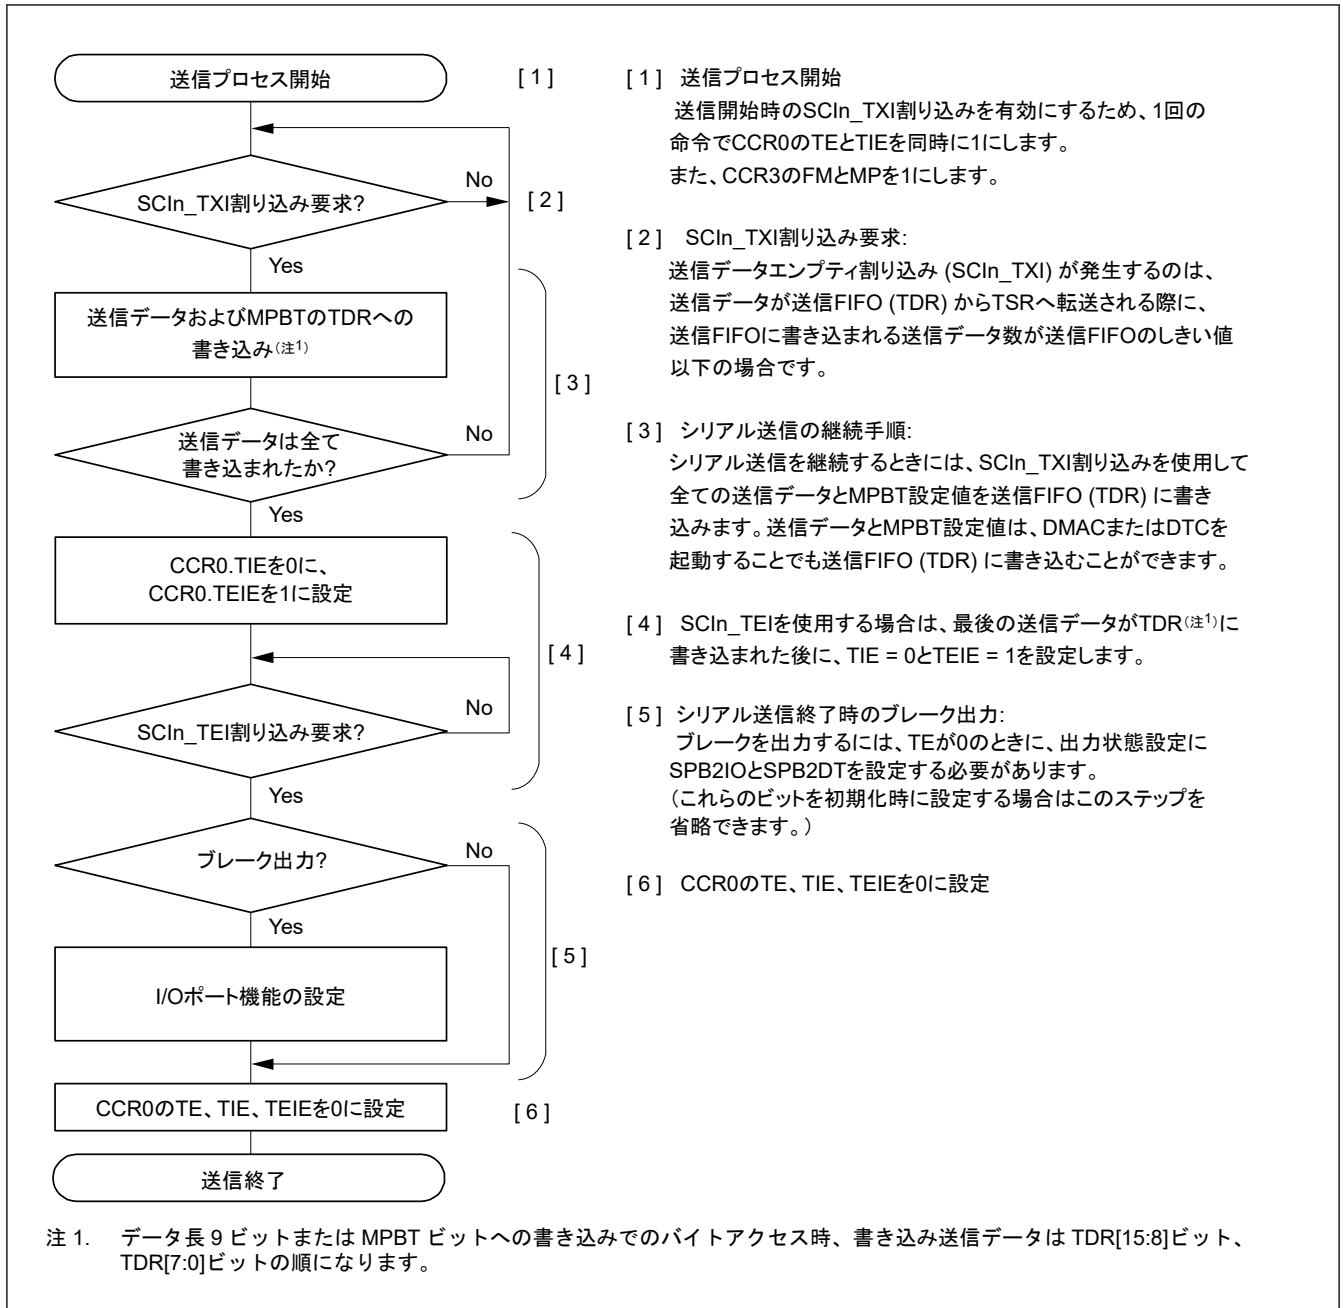 送信プロセス開始
[ 1 ]
SCIn_TXI割り込み要求?
No
[ 2 ]
Yes
送信データおよびMPBTのTDRへの
書き込み(注1)
[ 3 ]
送信データは全て
書き込まれたか?
No
Yes
CCR0.TIEを0に、
CCR0.TEIEを1に設定
[ 4 ]
SCIn_TEI割り込み要求?
No
Yes
ブレーク出力?
No
Yes
[ 5 ]
I/Oポート機能の設定
CCR0のTE、TIE、TEIEを0に設定
[ 6 ]
送信終了
[ 1 ] 送信プロセス開始
送信開始時のSCIn_TXI割り込みを有効にするため、1回の
命令でCCR0のTEとTIEを同時に1にします。
また、CCR3のFMとMPを1にします。
[ 2 ] SCIn_TXI割り込み要求:
送信データエンプティ割り込み (SCIn_TXI) が発生するのは、
送信データが送信FIFO (TDR) からTSRへ転送される際に、
送信FIFOに書き込まれる送信データ数が送信FIFOのしきい値
以下の場合です。
[ 3 ] シリアル送信の継続手順:
シリアル送信を継続するときには、SCIn_TXI割り込みを使用して
全ての送信データとMPBT設定値を送信FIFO (TDR) に書き
込みます。送信データとMPBT設定値は、DMACまたはDTCを
起動することでも送信FIFO (TDR) に書き込むことができます。
[ 4 ] SCIn_TEIを使用する場合は、最後の送信データがTDR(注1)に
書き込まれた後に、TIE = 0とTEIE = 1を設定します。
[ 5 ] シリアル送信終了時のブレーク出力:
ブレークを出力するには、TEが0のときに、出力状態設定に
SPB2IOとSPB2DTを設定する必要があります。
(これらのビットを初期化時に設定する場合はこのステップを
省略できます。)
[ 6 ] CCR0のTE、TIE、TEIEを0に設定
注 1. データ長 9 ビットまたは MPBT ビットへの書き込みでのバイトアクセス時、書き込み送信データは TDR[15:8]ビット、
TDR[7:0]ビットの順になります。